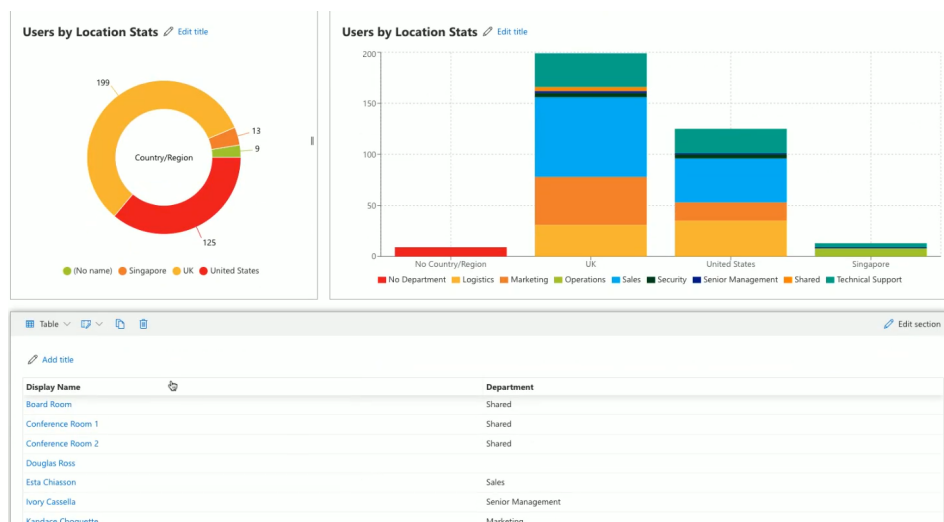 Users by Location Stats Edit title
199
13
9
Country/Region
125
(No name) Singapore UK United States
Users by Location Stats Edit title
200
150
100
50
0
No Country/Region UK United States Singapore
No Department Logistics Marketing Operations Sales Security Senior Management Shared Technical Support
Table Edit section
Add title
Display Name Department
Board Room Shared
Conference Room 1 Shared
Conference Room 2 Shared
Douglas Ross
Esta Chiasson Sales
Ivory Cassella Senior Management
Kandace Choquette Marketing